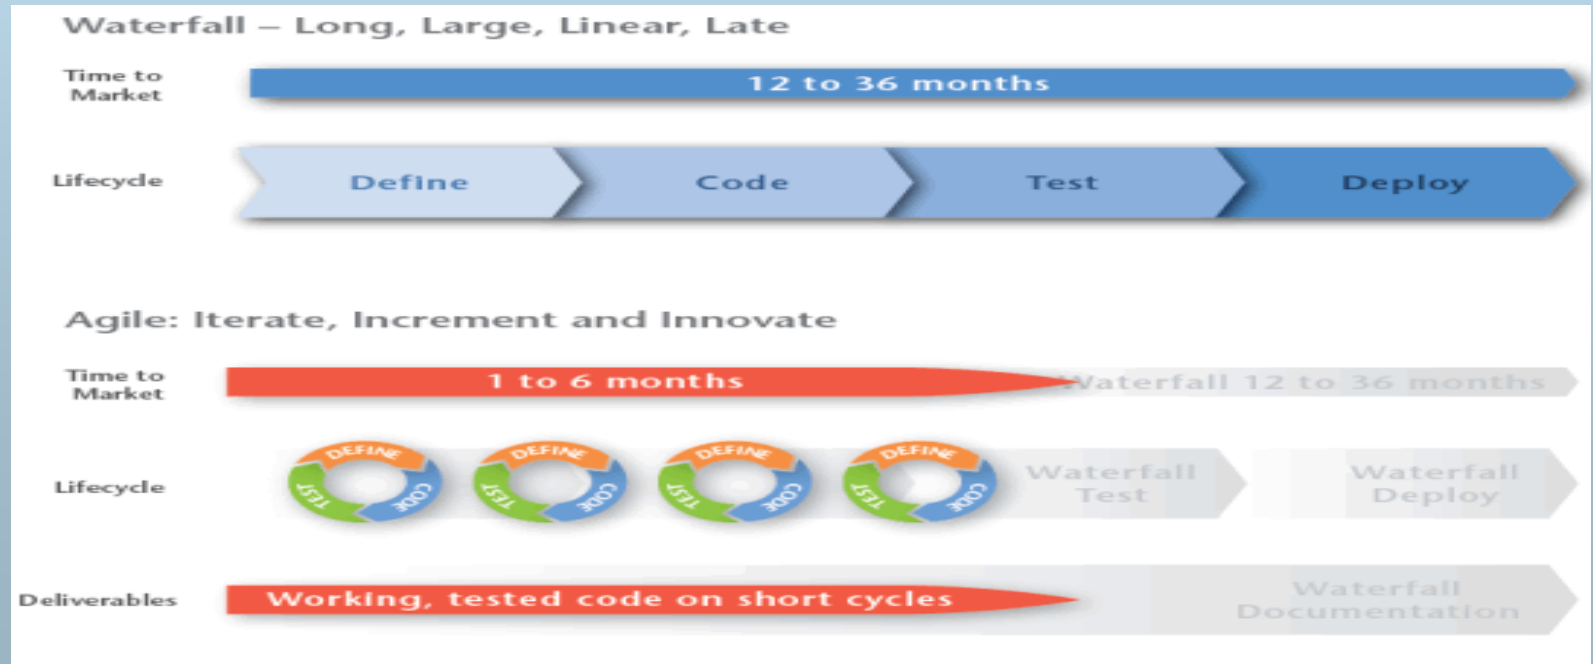 Waterfall – Long, Large, Linear, Late
Time to
Market
12 to 36 months
Lifecycle
Define
Code
Test
Deploy
Agile: Iterate, Increment and Innovate
Time to
Market
1 to 6 months
Waterfall 12 to 36 months
Lifecycle
DEFINE
CODE
TEST
DEFINE
CODE
TEST
DEFINE
CODE
TEST
DEFINE
CODE
TEST
Waterfall
Test
Waterfall
Deploy
Deliverables
Working, tested code on short cycles
Waterfall
Documentation